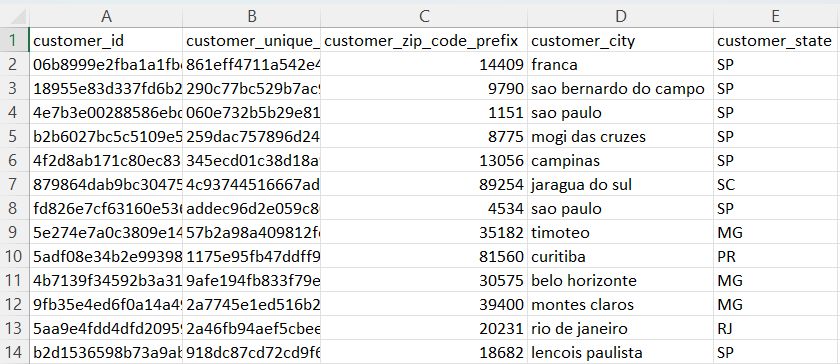 A B C D E
1 customer_id customer_unique_ customer_zip_code_prefix customer_city customer_state
2 06b8999e2fba1a1fb 861eff4711a542e4 14409 franca SP
3 18955e83d337fd6b2 290c77bc529b7ac 9790 sao bernardo do campo SP
4 4e7b3e00288586eb 060e732b5b29e81 1151 sao paulo SP
5 b2b6027bc5c5109e5 259dac757896d24 8775 mogi das cruzes SP
6 4f2d8ab171c80ec83 345ecd01c38d18a 13056 campinas SP
7 879864dab9bc30475 4c93744516667ad 89254 jaragua do sul SC
8 fd826e7cf63160e536 addec96d2e059c8 4534 sao paulo SP
9 5e274e7a0c3809e14 57b2a98a409812f 35182 timoteo MG
10 5adf08e34b2e99398 1175e95fb47ddff9 81560 curitiba PR
11 4b7139f34592b3a31 9afe194fb833f79e 30575 belo horizonte MG
12 9fb35e4ed6f0a14a49 2a7745e1ed516b2 39400 montes claros MG
13 5aa9e4fdd4dfd20959 2a46fb94aef5cbee 20231 rio de janeiro RJ
14 b2d1536598b73a9ab 918dc87cd72cd9f6 18682 lencois paulista SP